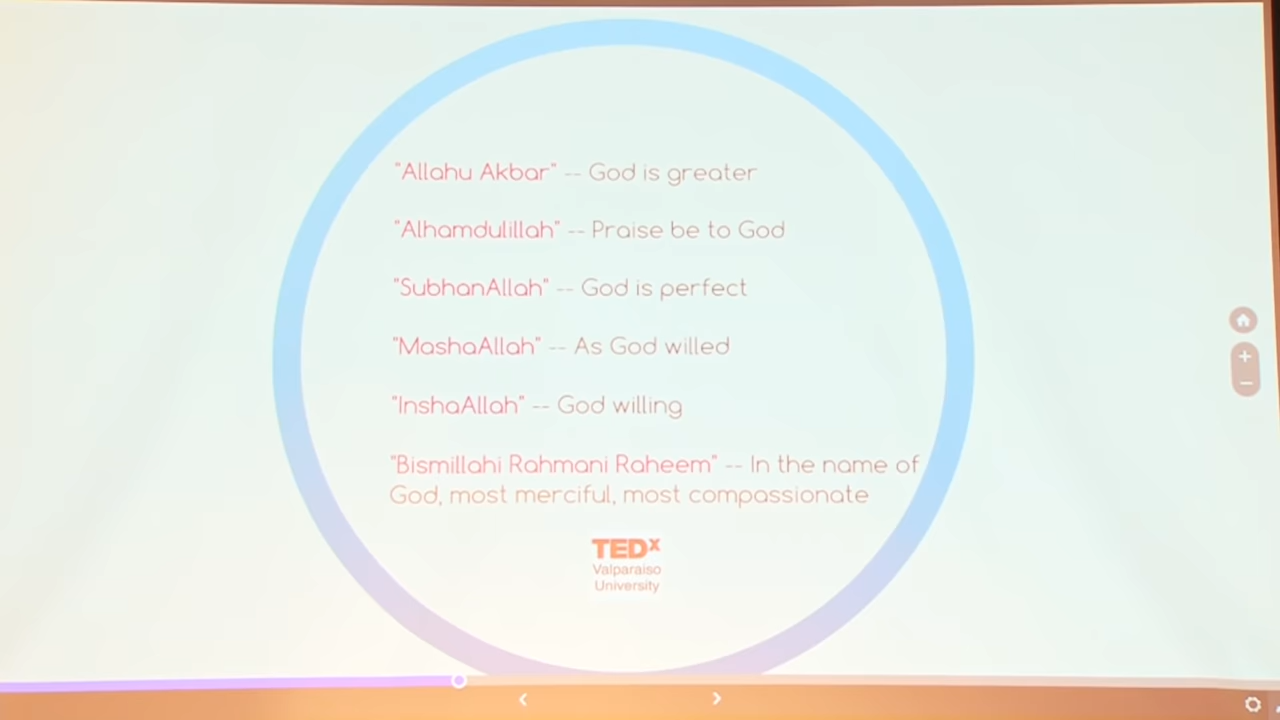 "Allahu Akbar" -- God is greater
"Alhamdulillah" -- Praise be to God
"SubhanAllah" -- God is perfect
"MashaAllah" -- As God willed
"InshaAllah" -- God willing
"Bismillahi Rahmani Raheem" -- In the name of
God, most merciful, most compassionate
TEDx
Valparaiso
University